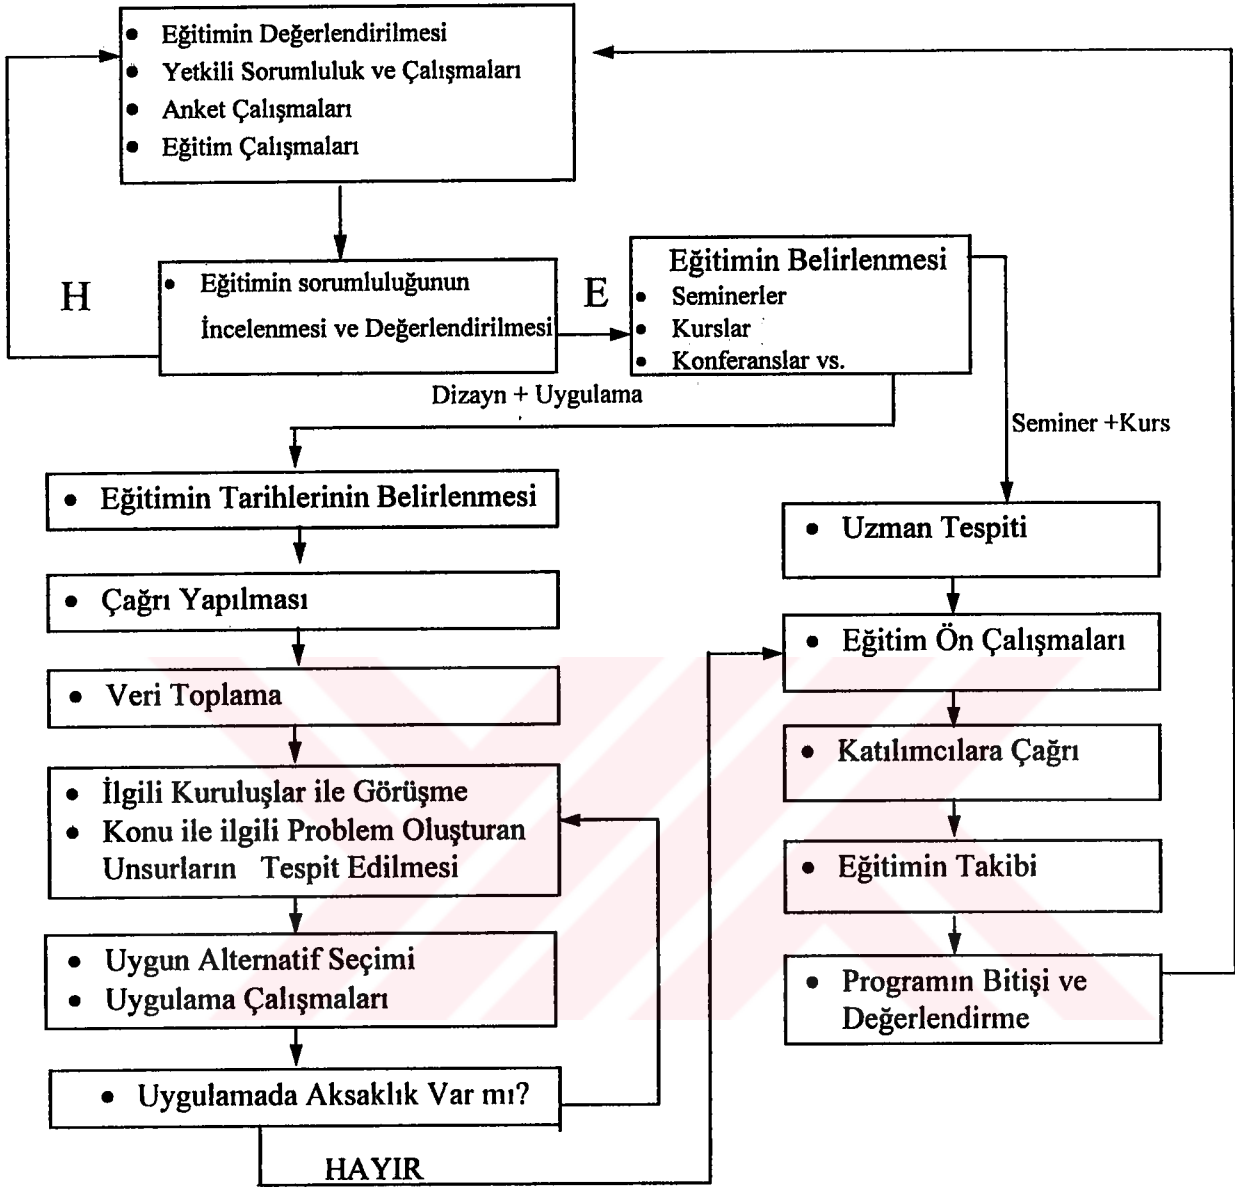 • Eğitimin Değerlendirilmesi
• Yetkili Sorumluluk ve Çalışmaları
• Anket Çalışmaları
• Eğitim Çalışmaları
H
• Eğitimin sorumluluğunun
İncelenmesi ve Değerlendirilmesi
E
Eğitimin Belirlenmesi
• Seminerler
• Kurslar
• Konferanslar vs.
Dizayn + Uygulama
Seminer +Kurs
• Eğitimin Tarihlerinin Belirlenmesi
• Çağrı Yapılması
• Veri Toplama
• İlgili Kuruluşlar ile Görüşme
• Konu ile ilgili Problem Oluşturan
Unsurların Tespit Edilmesi
• Uygun Alternatif Seçimi
• Uygulama Çalışmaları
• Uygulamada Aksaklık Var mı?
HAYIR
• Uzman Tespiti
• Eğitim Ön Çalışmaları
• Katılımcılara Çağrı
• Eğitimin Takibi
• Programın Bitişi ve
Değerlendirme